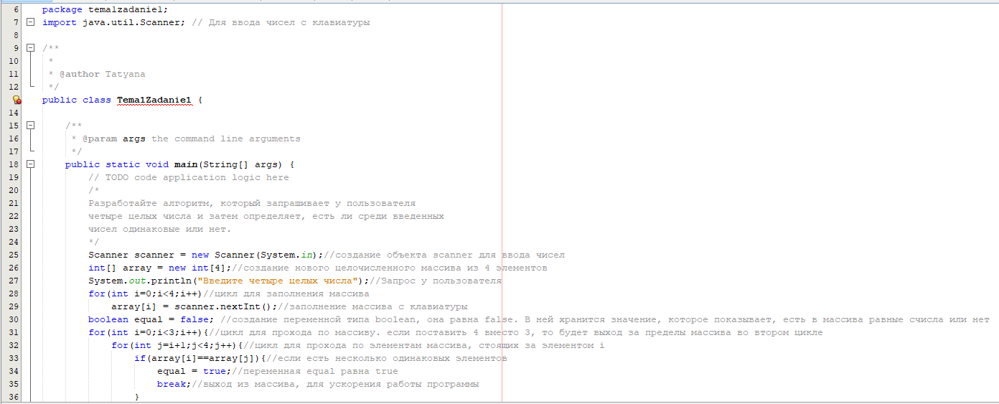 6 package tema1zadanie1;
7 import java.util.Scanner; // Для ввода чисел с клавиатуры
8
9 /**
10 *
11 * @author Tatyana
12 */
public class Tema1Zadanie1 {
14
15 /**
16 * @param args the command line arguments
17 */
18 public static void main(String[] args) {
19 // TODO code application logic here
20 /*
21 Разработайте алгоритм, который запрашивает у пользователя
22 четыре целых числа и затем определяет, есть ли среди введенных
23 чисел одинаковые или нет.
24 */
25 Scanner scanner = new Scanner(System.in);//создание объекта scanner для ввода чисел
26 int[] array = new int[4];//создание нового целочисленного массива из 4 элементов
27 System.out.println("Введите четыре целых числа");//Запрос у пользователя
28 for(int i=0;i<4;i++)//цикл для заполнения массива
29 array[i] = scanner.nextInt();//заполнение массива с клавиатуры
30 boolean equal = false; //создание переменной типа boolean, она равна false. В ней хранится значение, которое показывает, есть в массива равные счисла или нет
31 for(int i=0;i<3;i++){//цикл для прохода по массиву. если поставить 4 вместо 3, то будет выход за пределы массива во втором цикле
32 for(int j=i+1;j<4;j++){//цикл для прохода по элементам массива, стоящих за элементом i
33 if(array[i]==array[j]){//если есть несколько одинаковых элементов
34 equal = true;//переменная equal равна true
35 break;//выход из массива, для ускорения работы программы
36 }